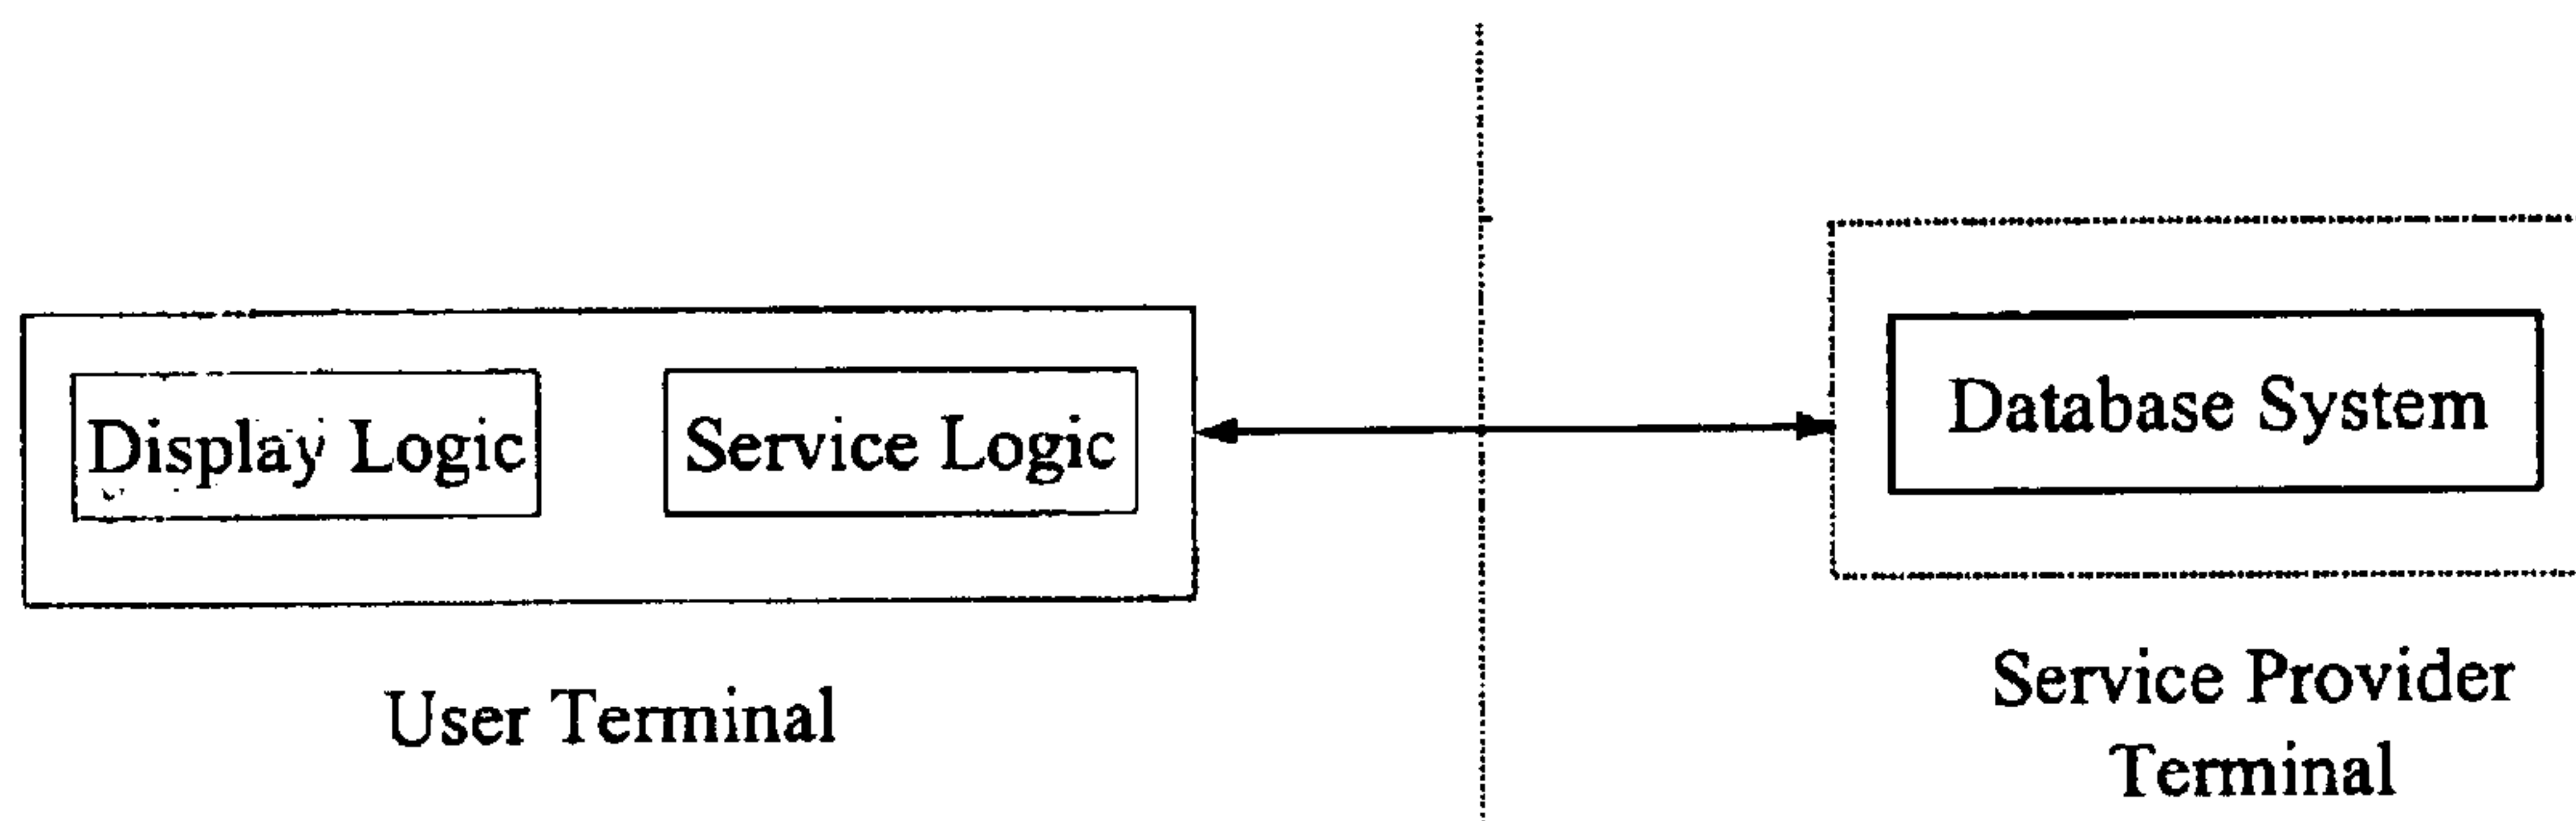 Display Logic
Service Logic
Database System
User Terminal
Service Provider
Terminal